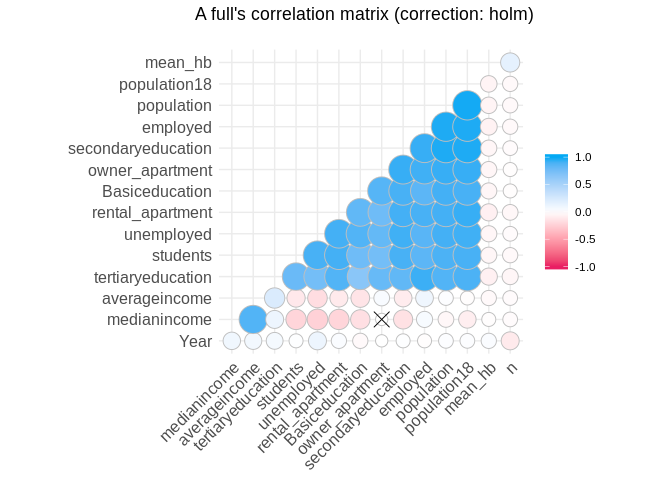 A full's correlation matrix (correction: holm)
mean_hb
population18
population
employed
secondaryeducation
owner_apartment
Basiceducation
rental_apartment
unemployed
students
tertiaryeducation
averageincome
medianincome
Year
1.0
0.5
0.0
-0.5
-1.0
medianincome
averageincome
tertiaryeducation
students
unemployed
rental_apartment
Basiceducation
owner_apartment
secondaryeducation
employed
population
population18
mean_hb
n